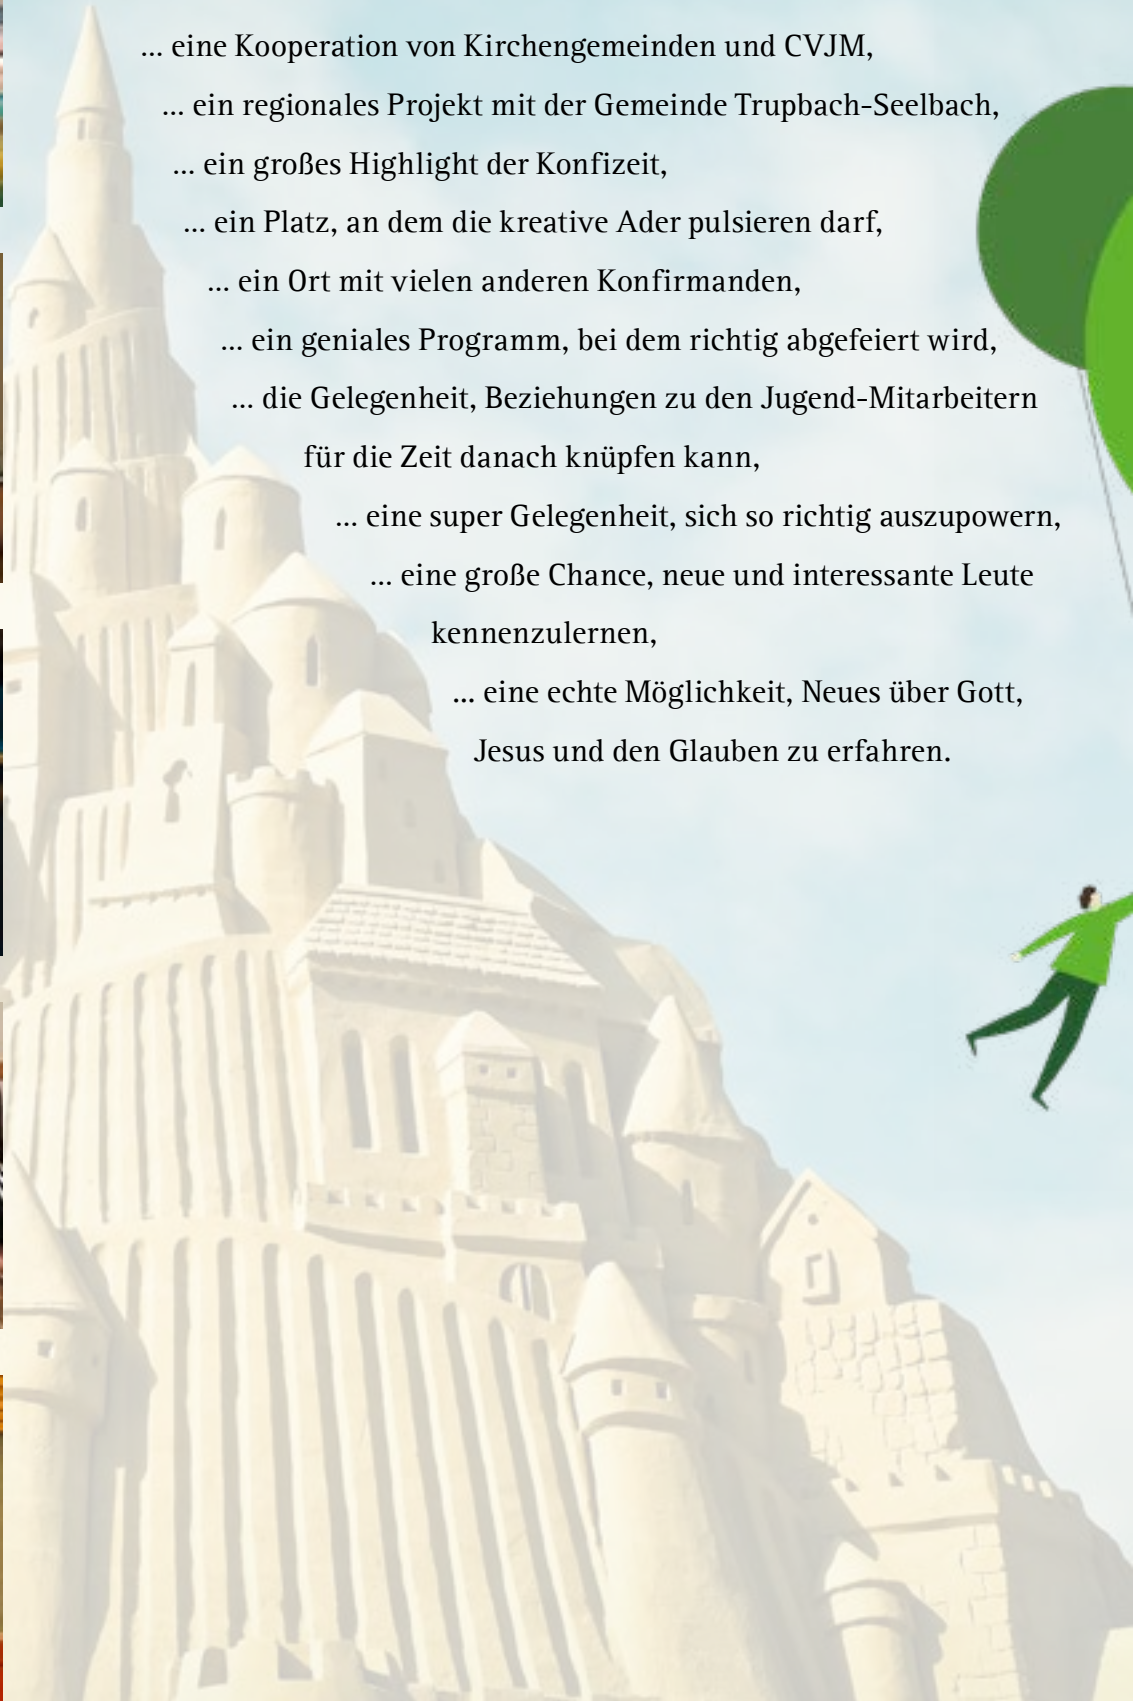 ... eine Kooperation von Kirchengemeinden und CVJM,
... ein regionales Projekt mit der Gemeinde Trupbach-Seelbach,
... ein großes Highlight der Konfizeit,
... ein Platz, an dem die kreative Ader pulsieren darf,
... ein Ort mit vielen anderen Konfirmanden,
... ein geniales Programm, bei dem richtig abgefeiert wird,
... die Gelegenheit, Beziehungen zu den Jugend-Mitarbeitern
für die Zeit danach knüpfen kann,
... eine super Gelegenheit, sich so richtig auszupowern,
... eine große Chance, neue und interessante Leute
kennenzulernen,
... eine echte Möglichkeit, Neues über Gott,
Jesus und den Glauben zu erfahren.